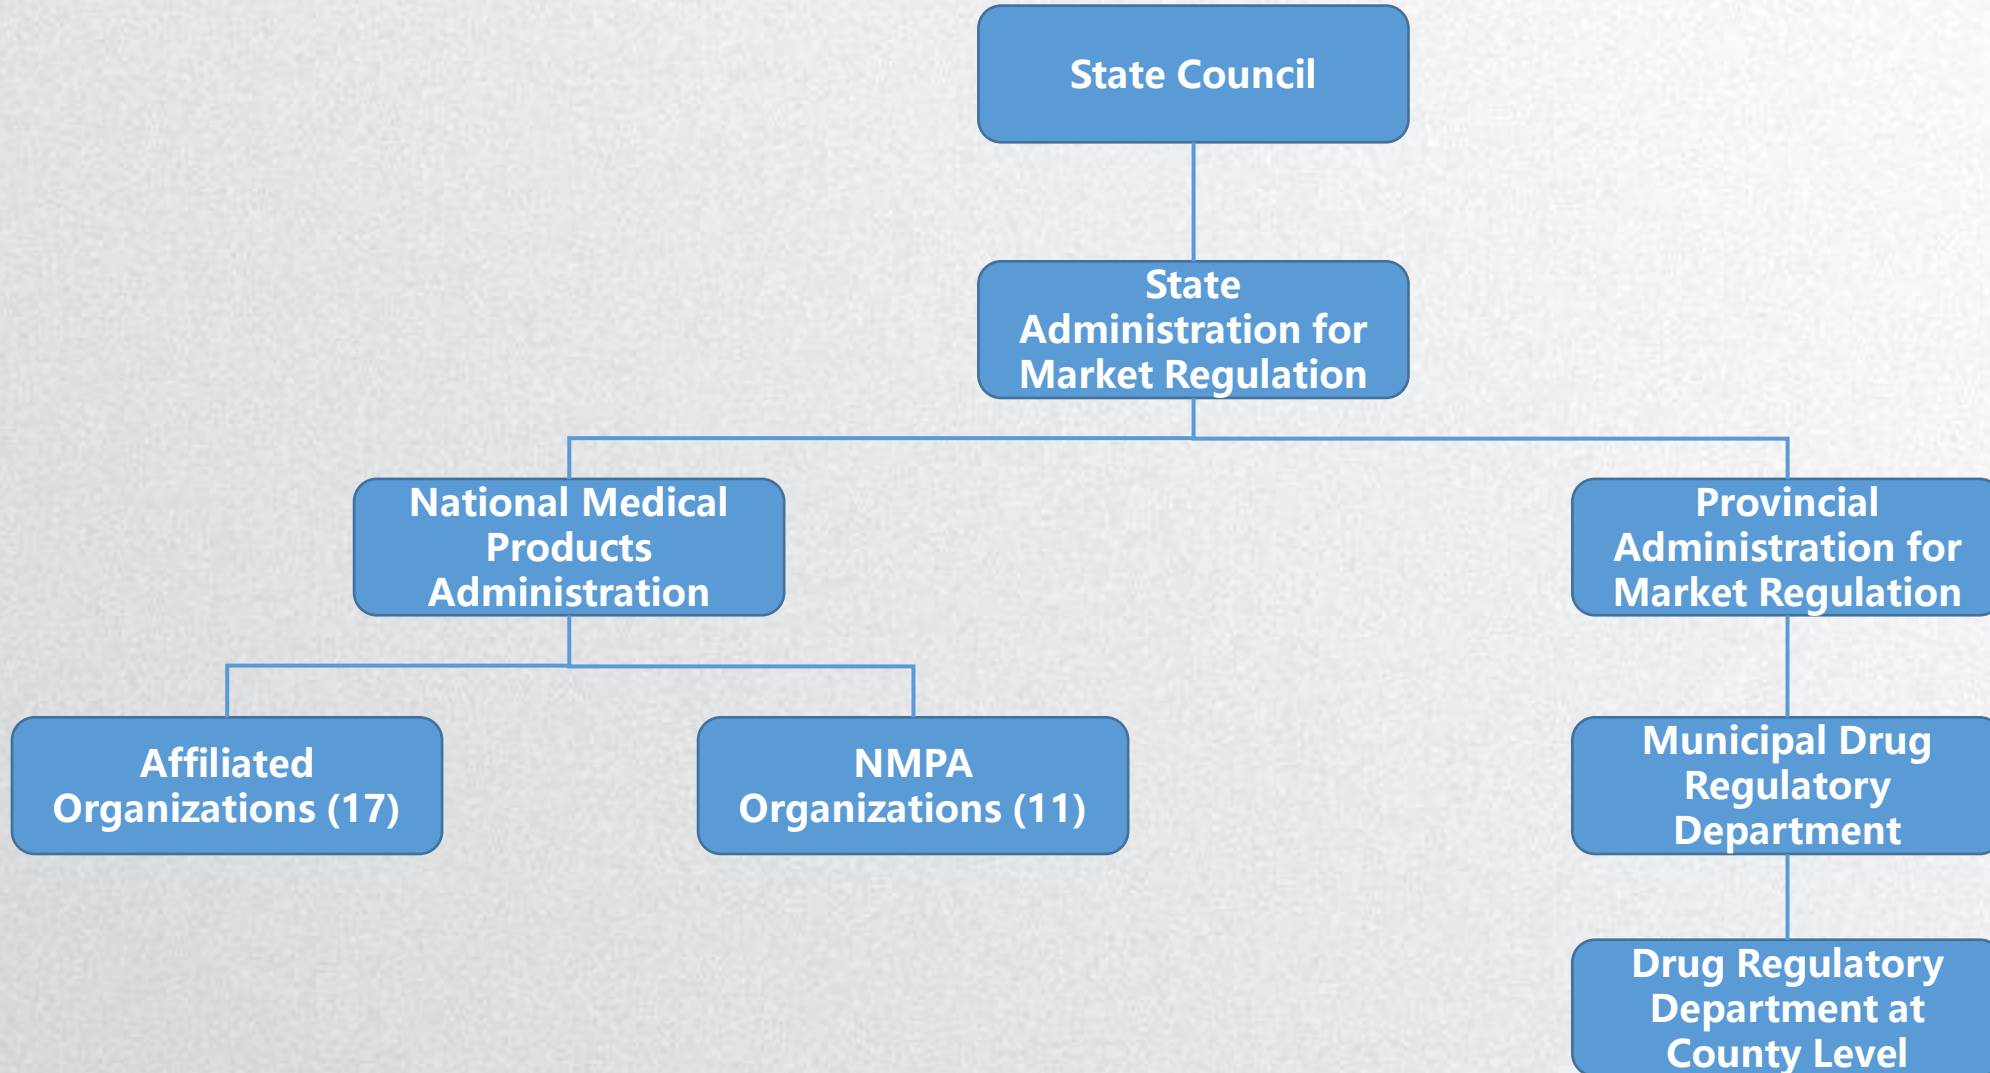 State Council
State
Administration for
Market Regulation
National Medical
Products
Administration
Provincial
Administration for
Market Regulation
Affiliated
Organizations (17)
NMPA
Organizations (11)
Municipal Drug
Regulatory
Department
Drug Regulatory
Department at
County Level